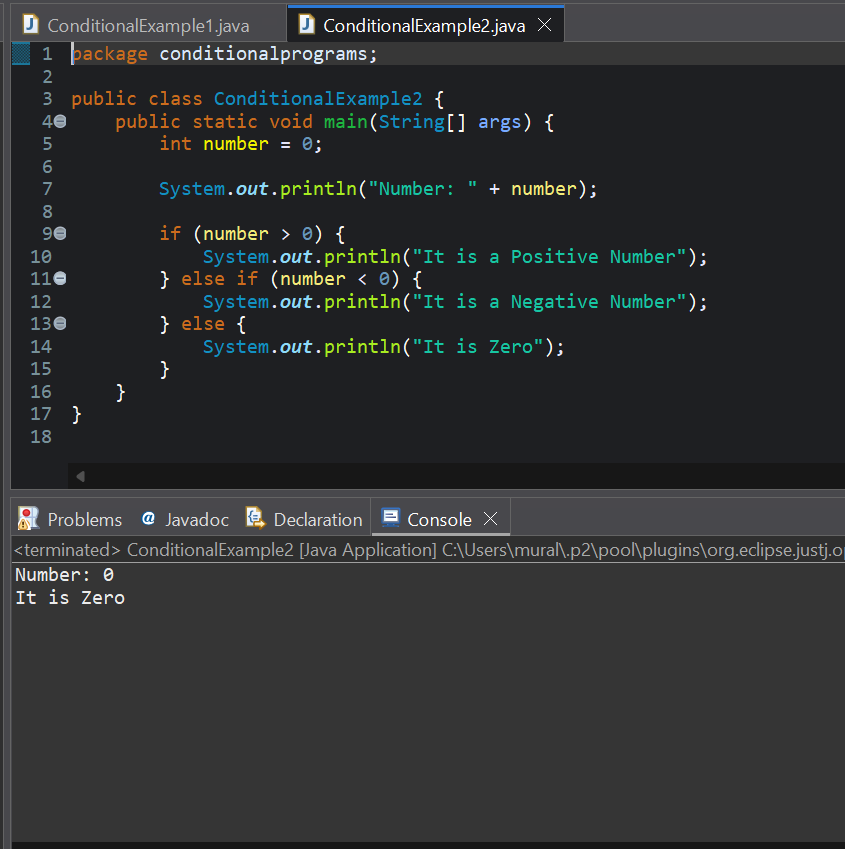 ConditionalExample1.java ConditionalExample2.java
1 package conditionalprograms;
2
3 public class ConditionalExample2 {
4 public static void main(String[] args) {
5 int number = 0;
6
7 System.out.println("Number: " + number);
8
9 if (number > 0) {
10 System.out.println("It is a Positive Number");
11 } else if (number < 0) {
12 System.out.println("It is a Negative Number");
13 } else {
14 System.out.println("It is Zero");
15 }
16 }
17 }
18
Problems @ Javadoc Declaration Console
<terminated> ConditionalExample2 [Java Application] C:\Users\mural\.p2\pool\plugins\org.eclipse.justj.o
Number: 0
It is Zero